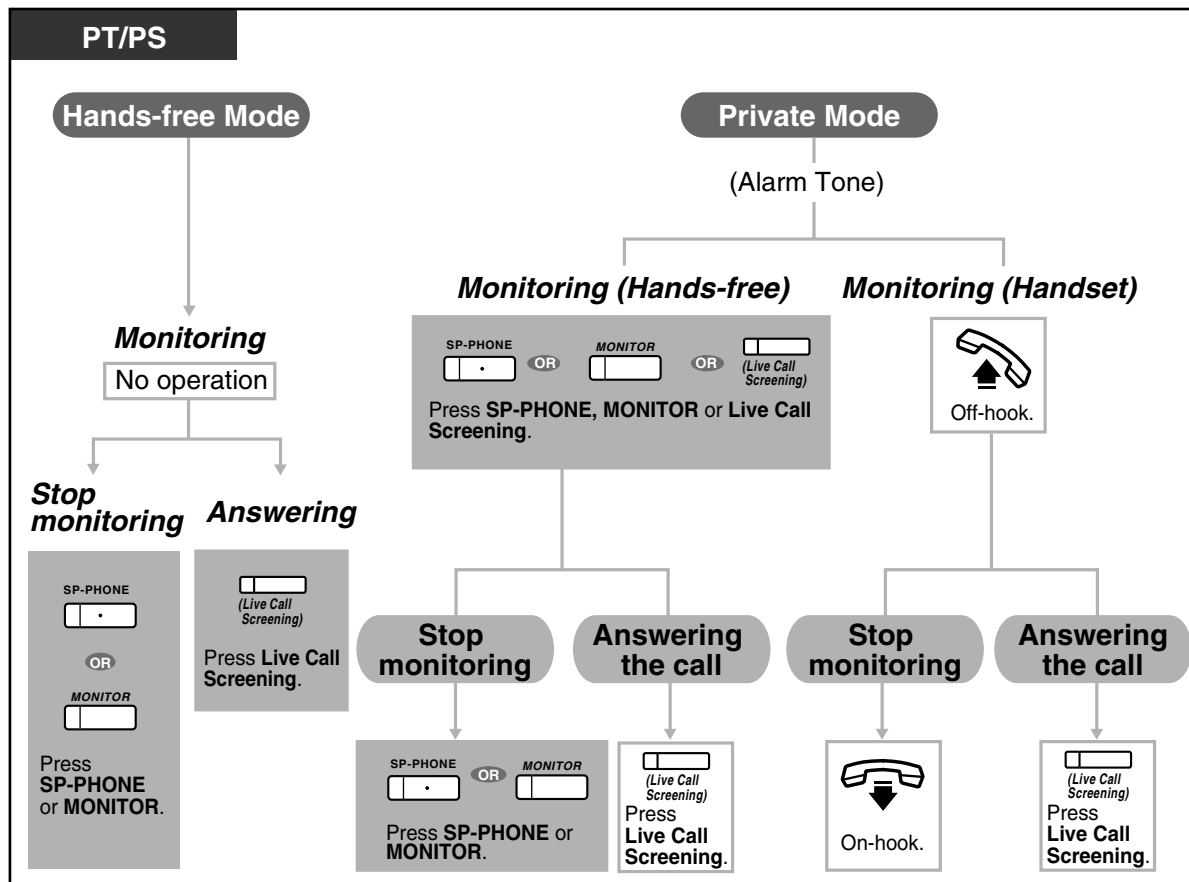 PT/PS
Hands-free Mode
Monitoring
No operation
Stop
monitoring
SP-PHONE
OR
MONITOR
Press
SP-PHONE
or MONITOR.
Answering
(Live Call
Screening)
Press Live Call
Screening.
Private Mode
(Alarm Tone)
Monitoring (Hands-free)
SP-PHONE OR MONITOR OR (Live Call
Screening)
Press SP-PHONE, MONITOR or Live Call
Screening.
Stop
monitoring
SP-PHONE OR MONITOR
Press SP-PHONE or
MONITOR.
Answering
the call
(Live Call
Screening)
Press
Live Call
Screening.
Monitoring (Handset)
Off-hook.
Stop
monitoring
On-hook.
Answering
the call
(Live Call
Screening)
Press
Live Call
Screening.